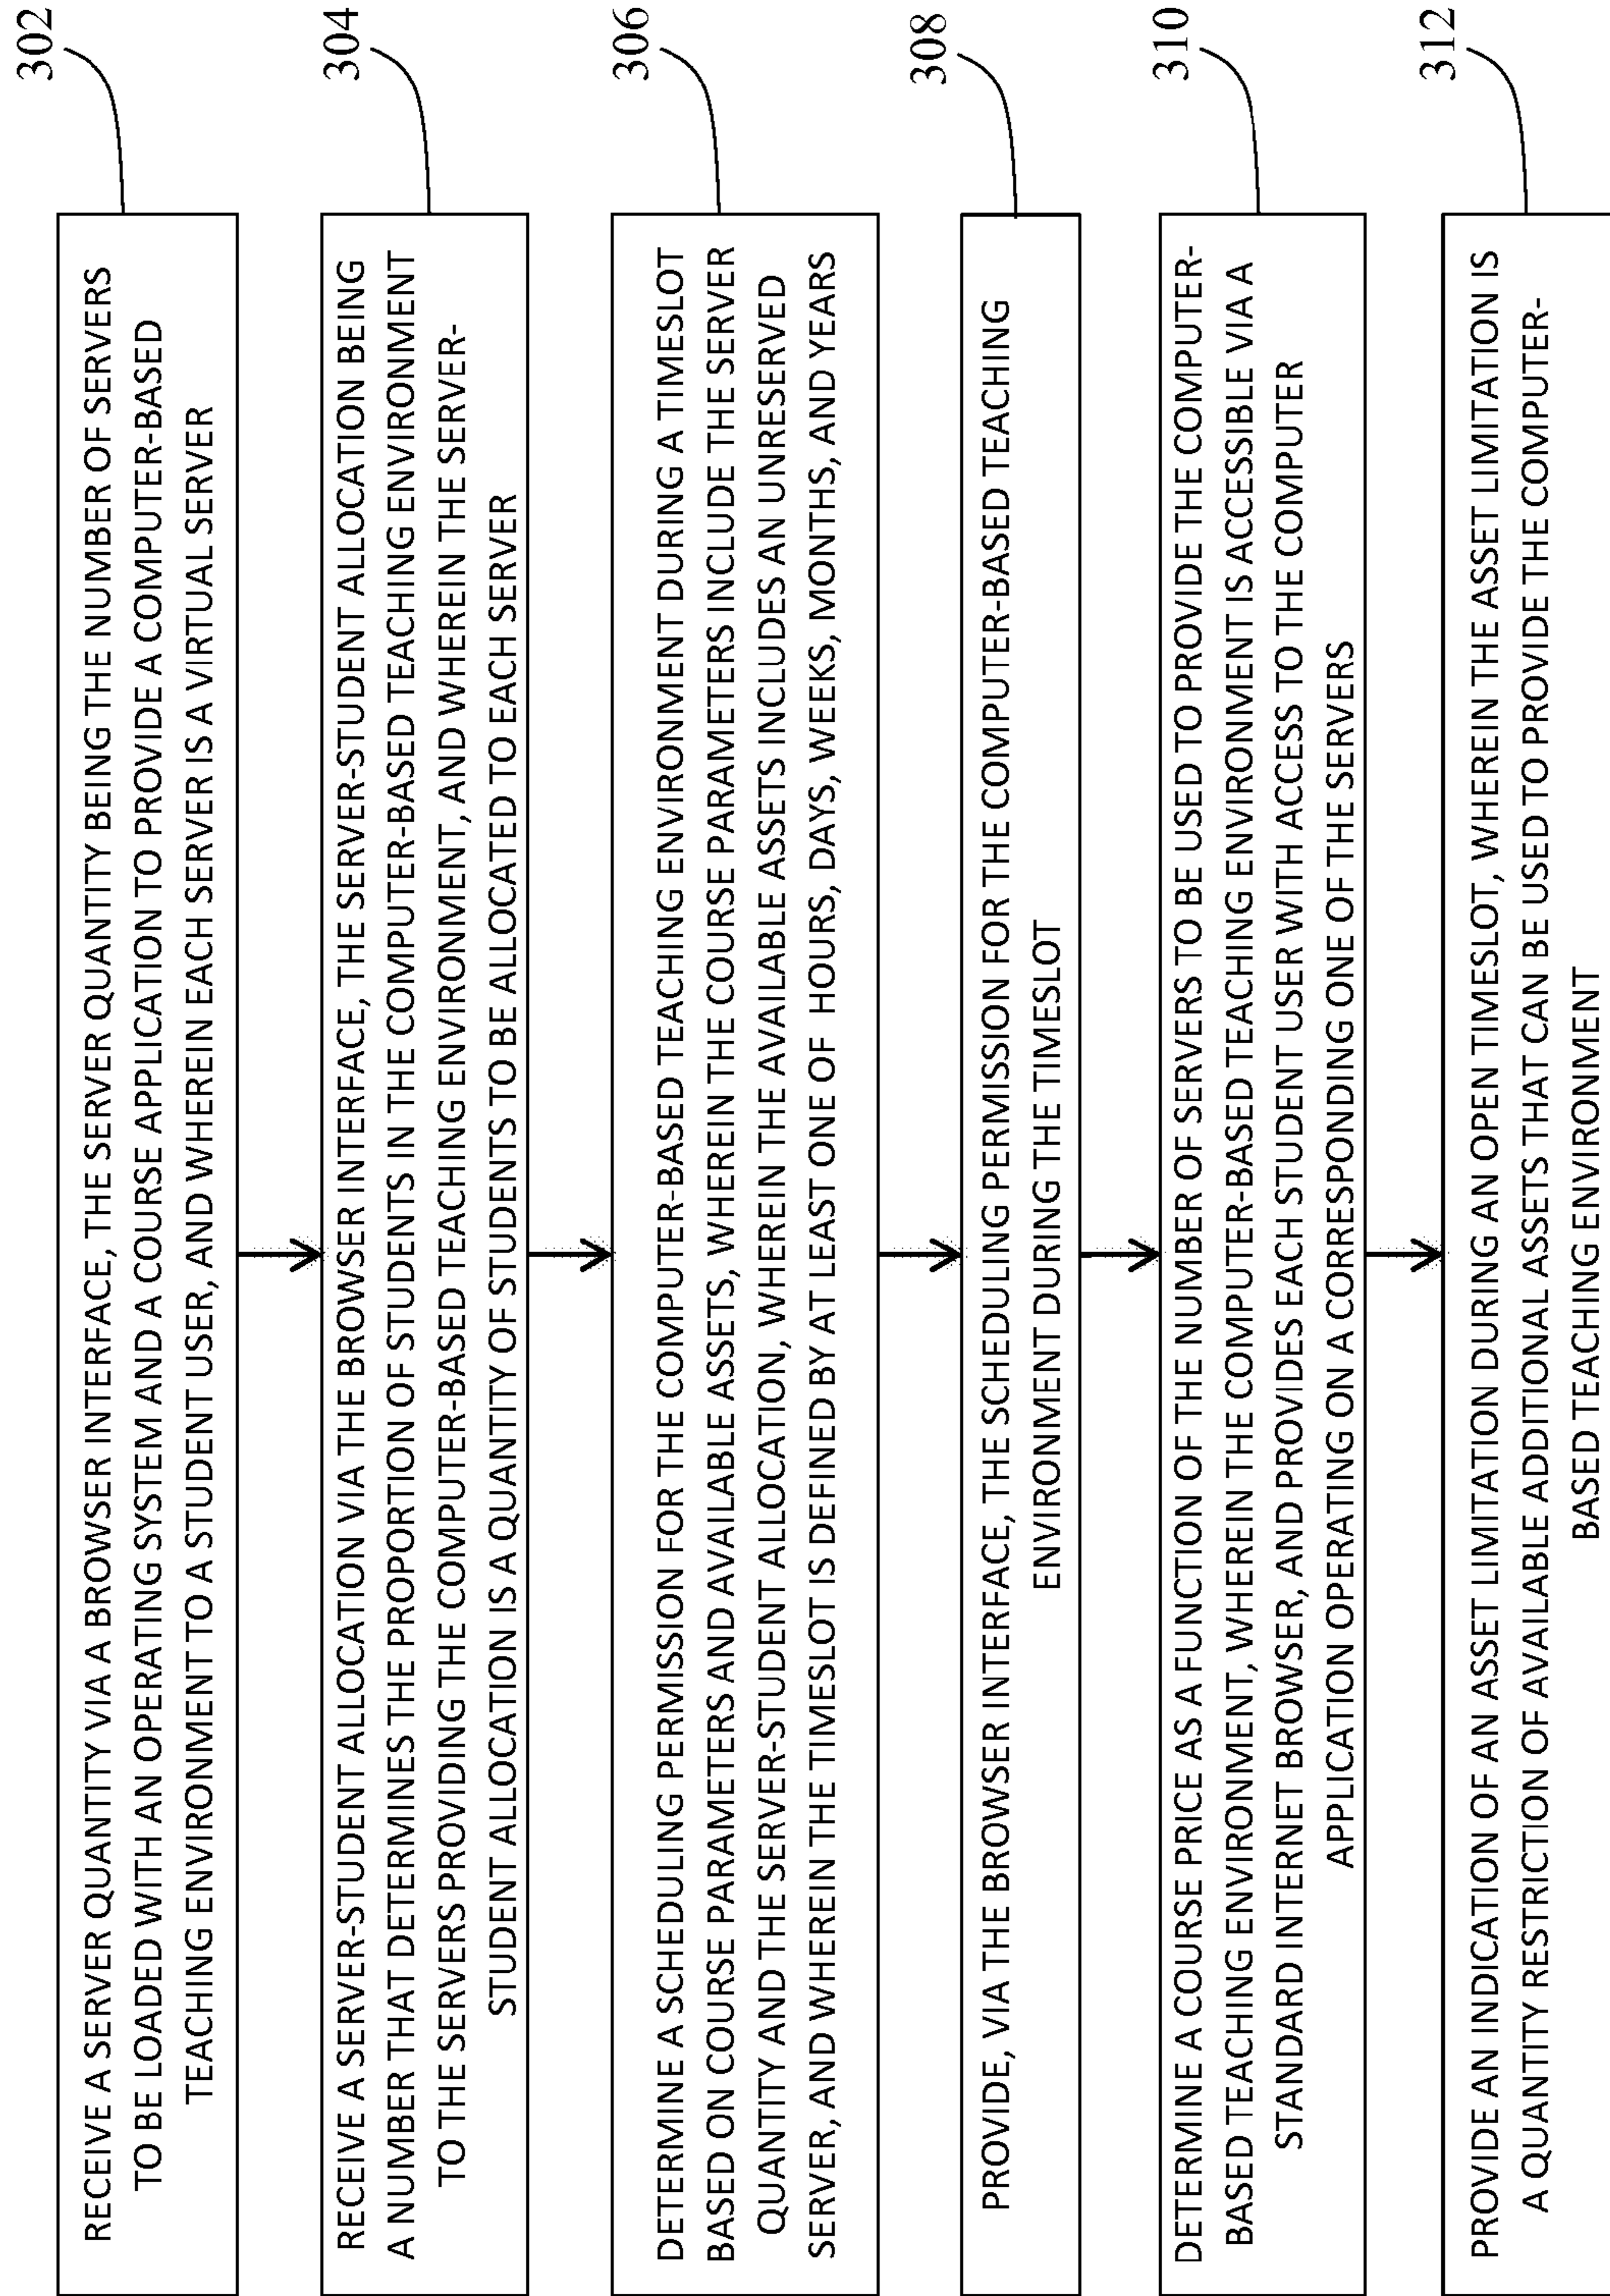 302
RECEIVE A SERVER QUANTITY VIA A BROWSER INTERFACE, THE SERVER QUANTITY BEING THE NUMBER OF SERVERS
TO BE LOADED WITH AN OPERATING SYSTEM AND A COURSE APPLICATION TO PROVIDE A COMPUTER-BASED
TEACHING ENVIRONMENT TO A STUDENT USER, AND WHEREIN EACH SERVER IS A VIRTUAL SERVER
304
RECEIVE A SERVER-STUDENT ALLOCATION VIA THE BROWSER INTERFACE, THE SERVER-STUDENT ALLOCATION BEING
A NUMBER THAT DETERMINES THE PROPORTION OF STUDENTS IN THE COMPUTER-BASED TEACHING ENVIRONMENT
TO THE SERVERS PROVIDING THE COMPUTER-BASED TEACHING ENVIRONMENT, AND WHEREIN THE SERVER-
STUDENT ALLOCATION IS A QUANTITY OF STUDENTS TO BE ALLOCATED TO EACH SERVER
306
DETERMINE A SCHEDULING PERMISSION FOR THE COMPUTER-BASED TEACHING ENVIRONMENT DURING A TIMESLOT
BASED ON COURSE PARAMETERS AND AVAILABLE ASSETS, WHEREIN THE COURSE PARAMETERS INCLUDE THE SERVER
QUANTITY AND THE SERVER-STUDENT ALLOCATION, WHEREIN THE AVAILABLE ASSETS INCLUDES AN UNRESERVED
SERVER, AND WHEREIN THE TIMESLOT IS DEFINED BY AT LEAST ONE OF HOURS, DAYS, WEEKS, MONTHS, AND YEARS
308
PROVIDE, VIA THE BROWSER INTERFACE, THE SCHEDULING PERMISSION FOR THE COMPUTER-BASED TEACHING
ENVIRONMENT DURING THE TIMESLOT
310
DETERMINE A COURSE PRICE AS A FUNCTION OF THE NUMBER OF SERVERS TO BE USED TO PROVIDE THE COMPUTER-
BASED TEACHING ENVIRONMENT, WHEREIN THE COMPUTER-BASED TEACHING ENVIRONMENT IS ACCESSIBLE VIA A
STANDARD INTERNET BROWSER, AND PROVIDES EACH STUDENT USER WITH ACCESS TO THE COMPUTER
APPLICATION OPERATING ON A CORRESPONDING ONE OF THE SERVERS
312
PROVIDE AN INDICATION OF AN ASSET LIMITATION DURING AN OPEN TIMESLOT, WHEREIN THE ASSET LIMITATION IS
A QUANTITY RESTRICTION OF AVAILABLE ADDITIONAL ASSETS THAT CAN BE USED TO PROVIDE THE COMPUTER-
BASED TEACHING ENVIRONMENT